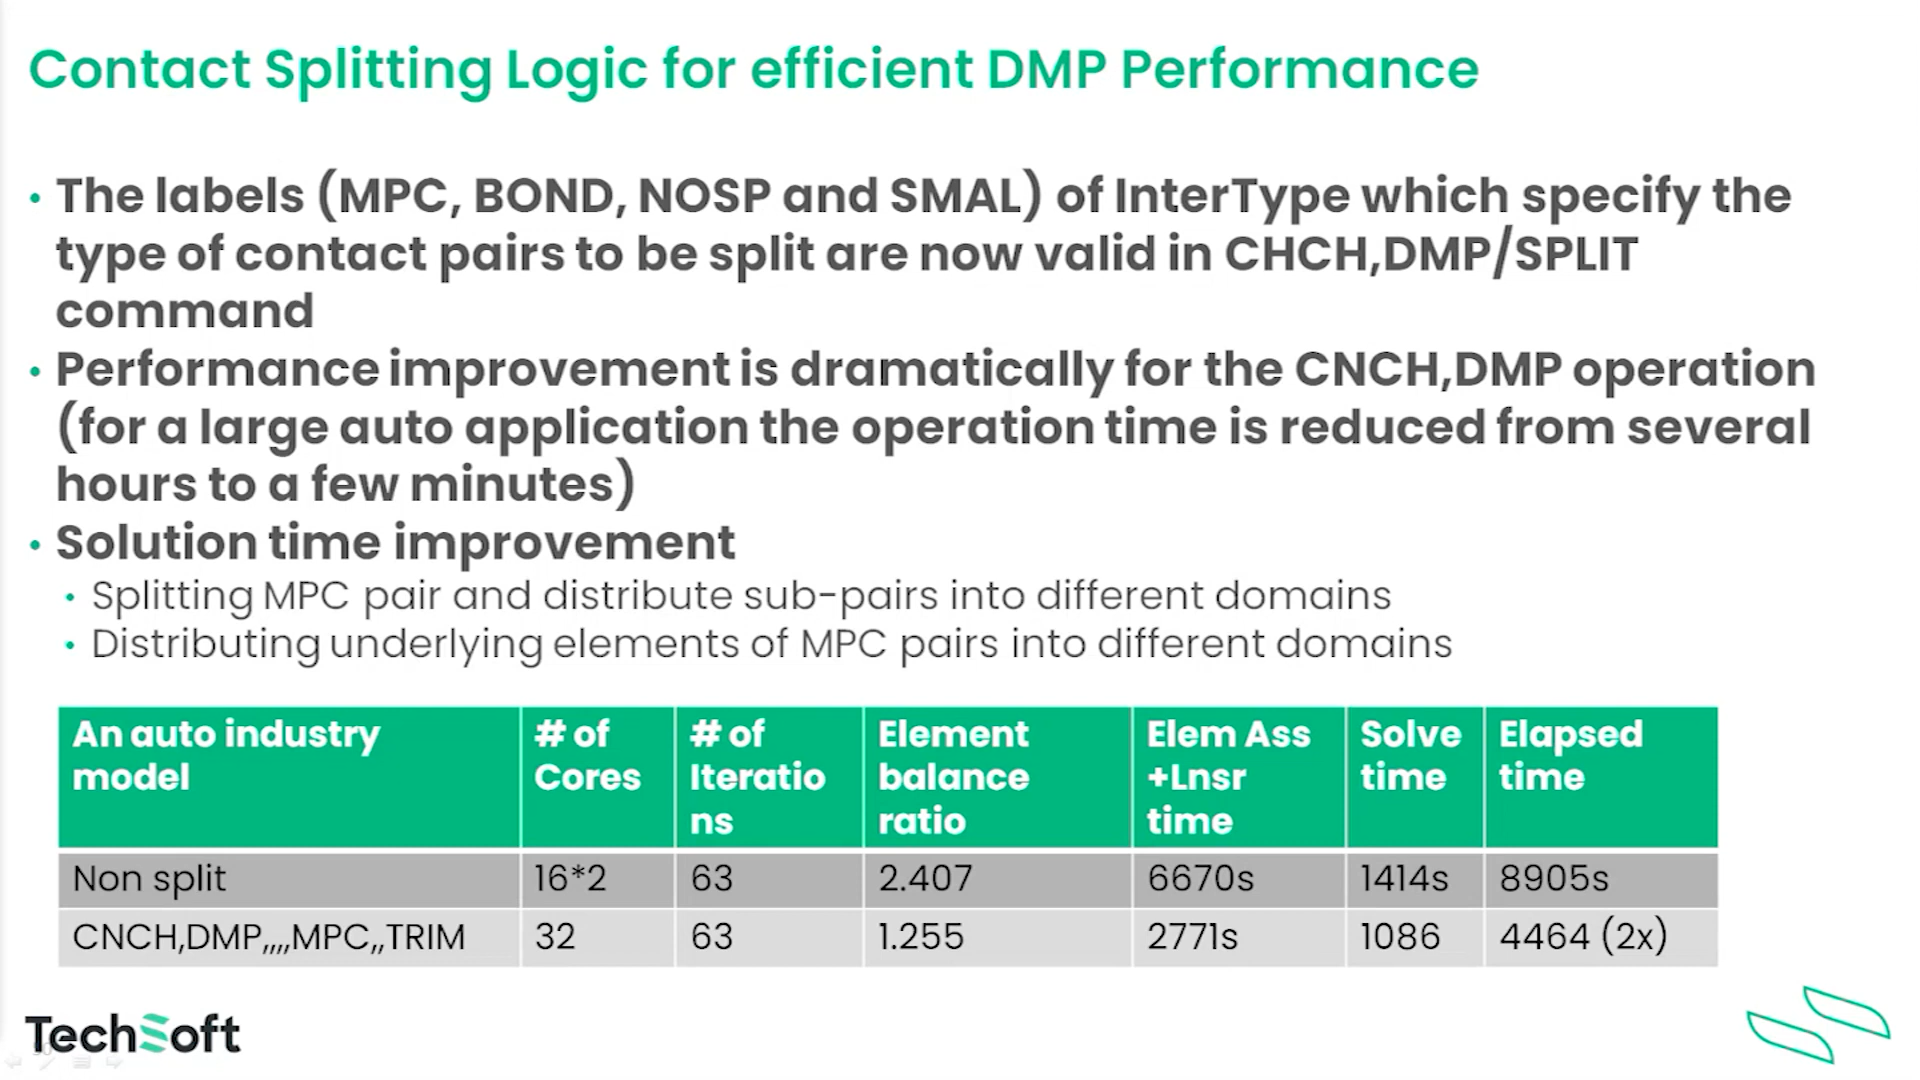 Contact Splitting Logic for efficient DMP Performance
• The labels (MPC, BOND, NOSP and SMAL) of InterType which specify the
type of contact pairs to be split are now valid in CHCH,DMP/SPLIT
command
• Performance improvement is dramatically for the CNCH,DMP operation
(for a large auto application the operation time is reduced from several
hours to a few minutes)
• Solution time improvement
• Splitting MPC pair and distribute sub-pairs into different domains
• Distributing underlying elements of MPC pairs into different domains
An auto industry model | # of Cores | # of Iteratio ns | Element balance ratio | Elem Ass +Lnsr time | Solve time | Elapsed time
Non split | 16*2 | 63 | 2.407 | 6670s | 1414s | 8905s
CNCH,DMP,,,,MPC,,TRIM | 32 | 63 | 1.255 | 2771s | 1086 | 4464 (2x)
TechSoft